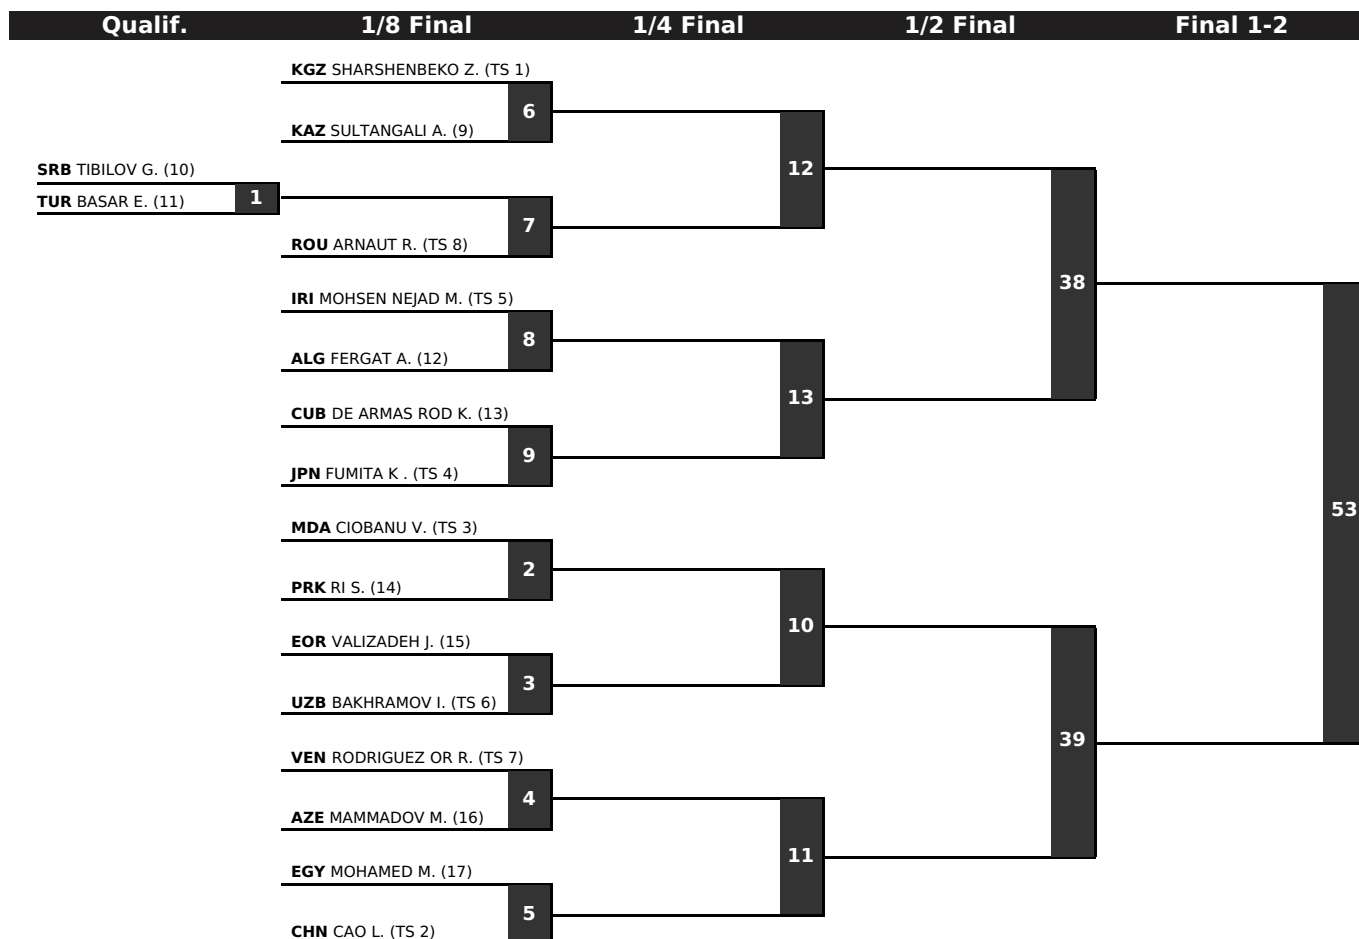 Qualif. 1/8 Final 1/4 Final 1/2 Final Final 1-2
KGZ SHARSHENBEKO Z. (TS 1)
6
KAZ SULTANGALI A. (9)
SRB TIBILOV G. (10)
12
TUR BASAR E. (11) 1
7
ROU ARNAUT R. (TS 8)
38
IRI MOHSEN NEJAD M. (TS 5)
8
ALG FERGAT A. (12)
13
CUB DE ARMAS ROD K. (13)
9
JPN FUMITA K . (TS 4)
53
MDA CIOBANU V. (TS 3)
2
PRK RI S. (14)
10
EOR VALIZADEH J. (15)
3
UZB BAKHRAMOV I. (TS 6)
39
VEN RODRIGUEZ OR R. (TS 7)
4
AZE MAMMADOV M. (16)
11
EGY MOHAMED M. (17)
5
CHN CAO L. (TS 2)